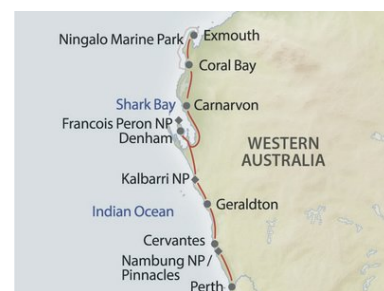 Ningalo Marine Park
Exmouth
Coral Bay
Shark Bay
Carnarvon
Francois Peron NP
Denham
WESTERN
AUSTRALIA
Kalbarri NP
Indian Ocean
Geraldton
Cervantes
Nambung NP /
Pinnacles
Perth